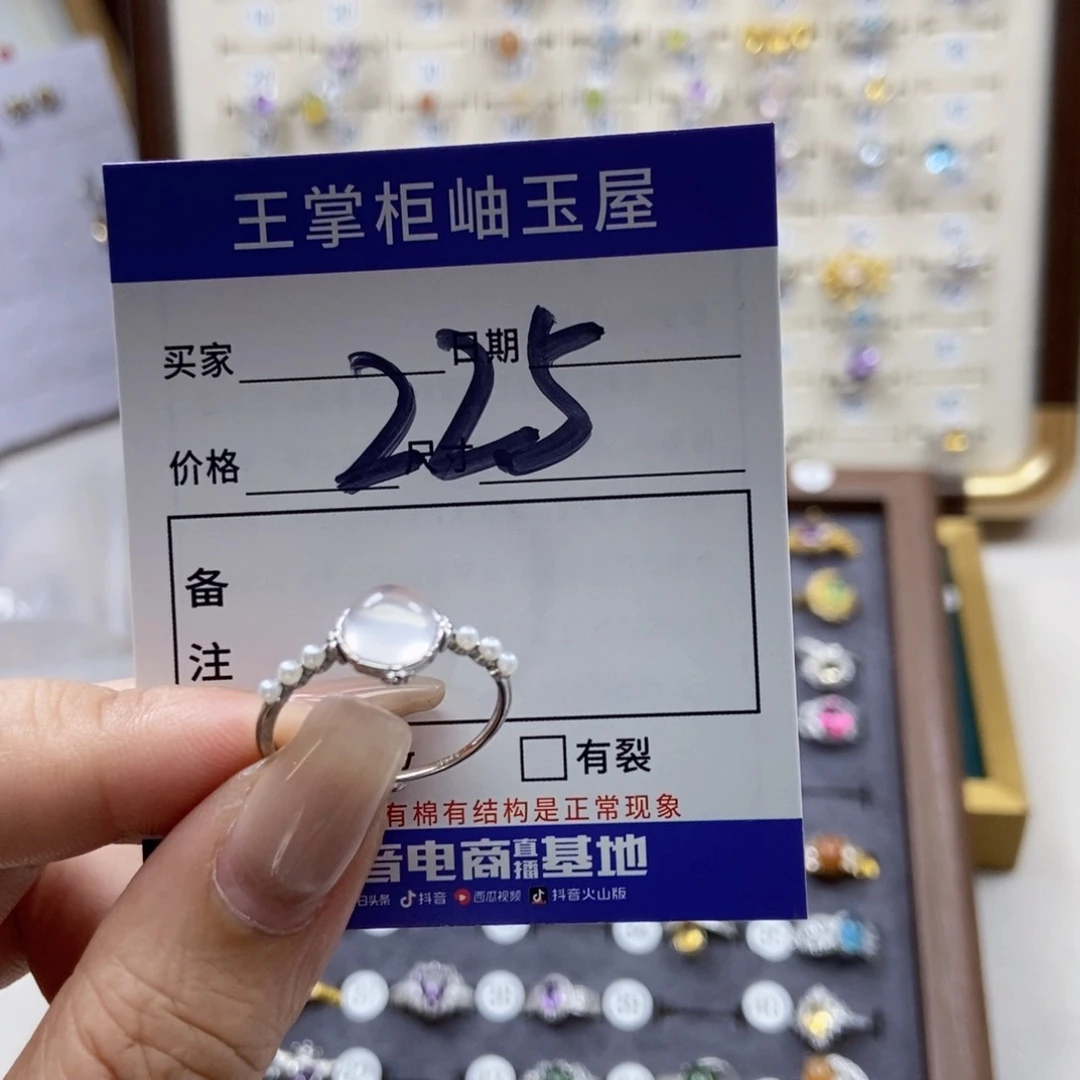 王掌柜岫玉屋
买家 日期
225
价格 尺寸
备
注
有裂
有棉有结构是正常现象
音电商直播基地
抖音 西瓜视频 抖音火山版